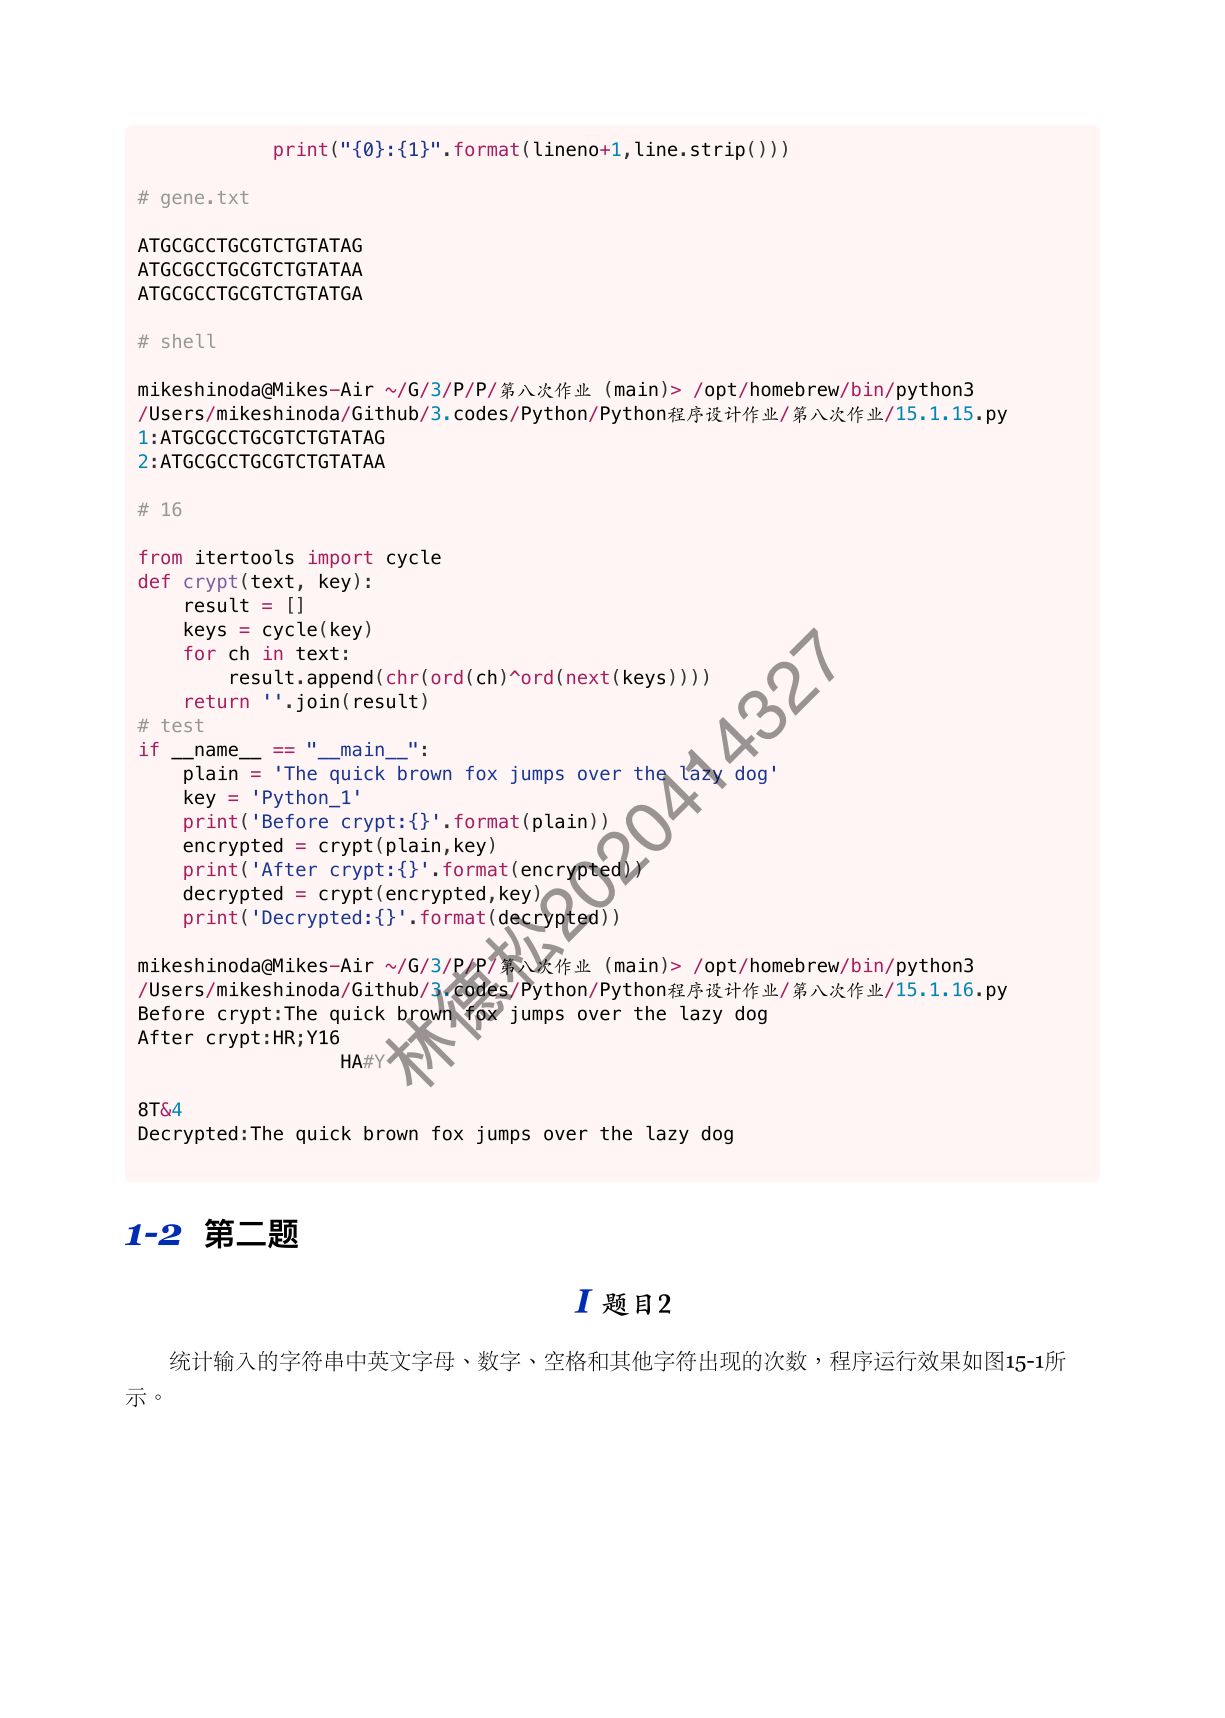 print("{0}:{1}".format(lineno+1,line.strip()))

# gene.txt

ATGCGCCTGCGTCTGTATAG
ATGCGCCTGCGTCTGTATAA
ATGCGCCTGCGTCTGTATGA

# shell

mikeshinoda@Mikes-Air ~/G/3/P/P/第八次作业 (main)> /opt/homebrew/bin/python3
/Users/mikeshinoda/Github/3.codes/Python/Python程序设计作业/第八次作业/15.1.15.py
1:ATGCGCCTGCGTCTGTATAG
2:ATGCGCCTGCGTCTGTATAA

# 16

from itertools import cycle
def crypt(text, key):
    result = []
    keys = cycle(key)
    for ch in text:
        result.append(chr(ord(ch)^ord(next(keys))))
    return ''.join(result)
# test
if __name__ == "__main__":
    plain = 'The quick brown fox jumps over the lazy dog'
    key = 'Python_1'
    print('Before crypt:{}'.format(plain))
    encrypted = crypt(plain,key)
    print('After crypt:{}'.format(encrypted))
    decrypted = crypt(encrypted,key)
    print('Decrypted:{}'.format(decrypted))

mikeshinoda@Mikes-Air ~/G/3/P/P/第八次作业 (main)> /opt/homebrew/bin/python3
/Users/mikeshinoda/Github/3.codes/Python/Python程序设计作业/第八次作业/15.1.16.py
Before crypt:The quick brown fox jumps over the lazy dog
After crypt:HR;Y16
                  HA#Y

8T&4
Decrypted:The quick brown fox jumps over the lazy dog
林德松2020414327
1-2 第二题
I 题目2
统计输入的字符串中英文字母、数字、空格和其他字符出现的次数，程序运行效果如图15-1所
示。